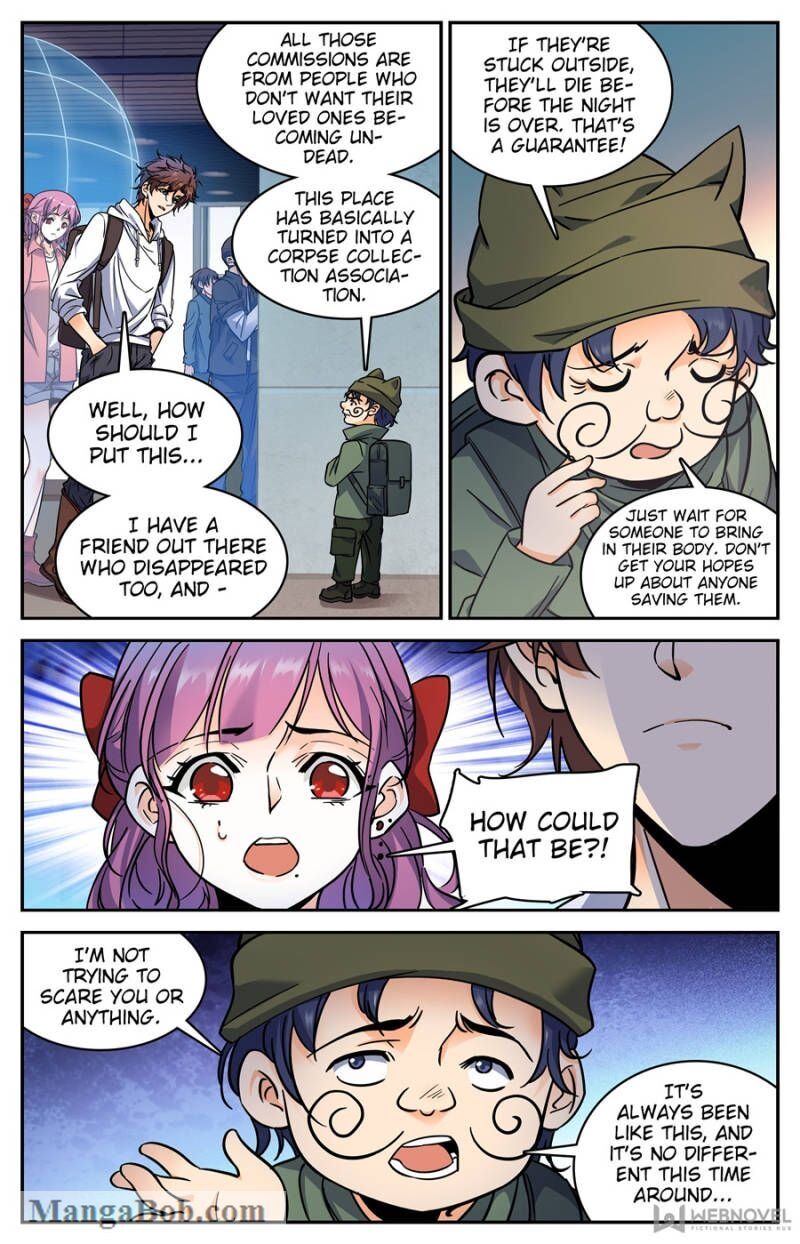 ALL THOSE
COMMISSIONS ARE
FROM PEOPLE WHO
DON'T WANT THEIR
LOVED ONES BE-
COMING UN-
DEAD.
THIS PLACE
HAS BASICALLY
TURNED INTO A
CORPSE COLLEC-
TION ASSOCIA-
TION.
WELL, HOW
SHOULD I
PUT THIS...
I HAVE A
FRIEND OUT THERE
WHO DISAPPEARED
TOO, AND -
IF THEY'RE
STUCK OUTSIDE,
THEY'LL DIE BE-
FORE THE NIGHT
IS OVER. THAT'S
A GUARANTEE!
JUST WAIT FOR
SOMEONE TO BRING
IN THEIR BODY. DON'T
GET YOUR HOPES
UP ABOUT ANYONE
SAVING THEM.
HOW COULD
THAT BE?!
I'M NOT
TRYING TO
SCARE YOU OR
ANYTHING.
IT'S
ALWAYS BEEN
LIKE THIS, AND
IT'S NO DIFFER-
ENT THIS TIME
AROUND...
MangaBob.com
WEBNOVEL
FICTIONAL STORIES HUB